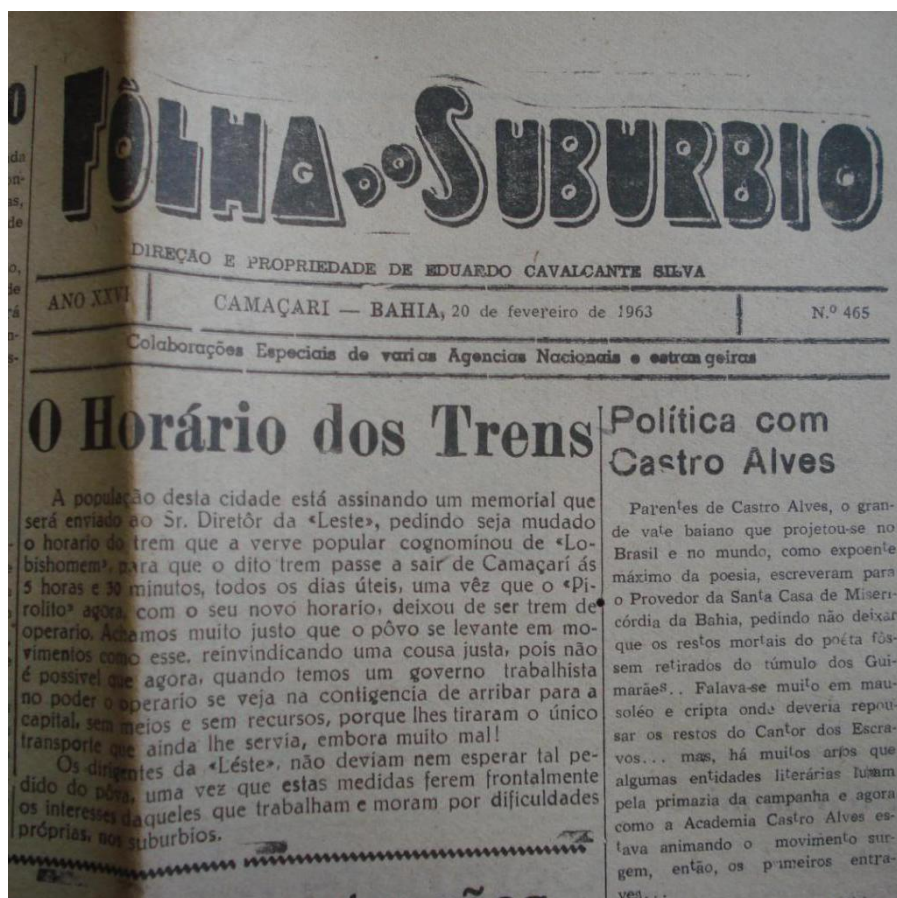 FÔLHA DO SUBURBIO
DIREÇÃO E PROPRIEDADE DE EDUARDO CAVALCANTE SILVA
ANO XXVI
CAMAÇARI — BAHIA, 20 de fevereiro de 1963
N.º 465
Colaborações Especiais de varias Agencias Nacionais e estrangeiras
O Horário dos Trens
A população desta cidade está assinando um memorial que
será enviado ao Sr. Diretôr da «Leste», pedindo seja mudado
o horario do trem que a verve popular cognominou de «Lo-
bishomem», para que o dito trem passe a sair de Camaçarí ás
5 horas e 30 minutos, todos os dias úteis, uma vêz que o «Pi-
rolito» agora, com o seu novo horario, deixou de ser trem de
operario. Achamos muito justo que o pôvo se levante em mo-
vimentos como esse, reinvindicando uma cousa justa, pois não
é possivel que agora, quando temos um governo trabalhista
no poder o operario se veja na contigencia de arribar para a
capital, sem meios e sem recursos, porque lhes tiraram o único
transporte que ainda lhe servia, embora muito mal!
Os dirigentes da «Léste», não deviam nem esperar tal pe-
dido do pôva, uma vez que estas medidas ferem frontalmente
os interesses daqueles que trabalham e moram por dificuldades
próprias, nos suburbios.
Política com
Castro Alves
Parentes de Castro Alves, o gran-
de vate baiano que projetou-se no
Brasil e no mundo, como expoente
máximo da poesia, escreveram para
o Provedor da Santa Casa de Miseri-
córdia da Bahia, pedindo não deixar
que os restos mortais do poéta fôs-
sem retirados do túmulo dos Gui-
marães.. Falava-se muito em mau-
soléo e cripta onde deveria repou-
sar os restos do Cantor dos Escra-
vos... mas, há muitos anos que
algumas entidades literárias lutam
pela primazia da campanha e agora
como a Academia Castro Alves es-
tava animando o movimento sur-
gem, então, os primeiros entra-
ves...